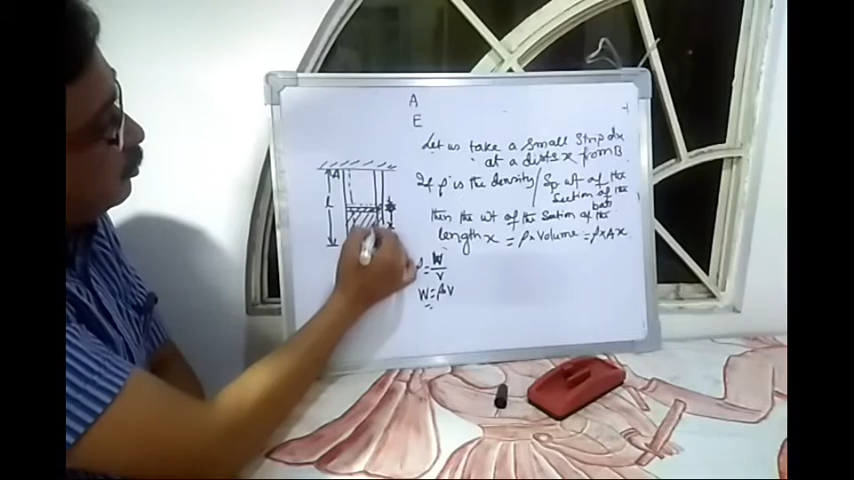 A
E
Let us take a small strip dx
at a dist x from B
If ρ is the density / Sp wt of the
Section of the
bar
then the wt of the Section of the
length x = ρ x Volume = ρ x Ax
ρ = W/V
W = ρV
A
l
x